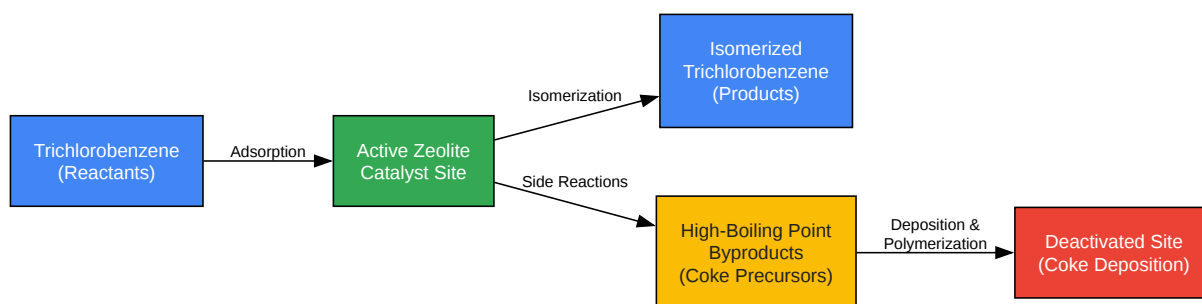 Trichlorobenzene
(Reactants)
Adsorption
Active Zeolite
Catalyst Site
Isomerization
Isomerized
Trichlorobenzene
(Products)
Side Reactions
High-Boiling Point
Byproducts
(Coke Precursors)
Deposition &
Polymerization
Deactivated Site
(Coke Deposition)